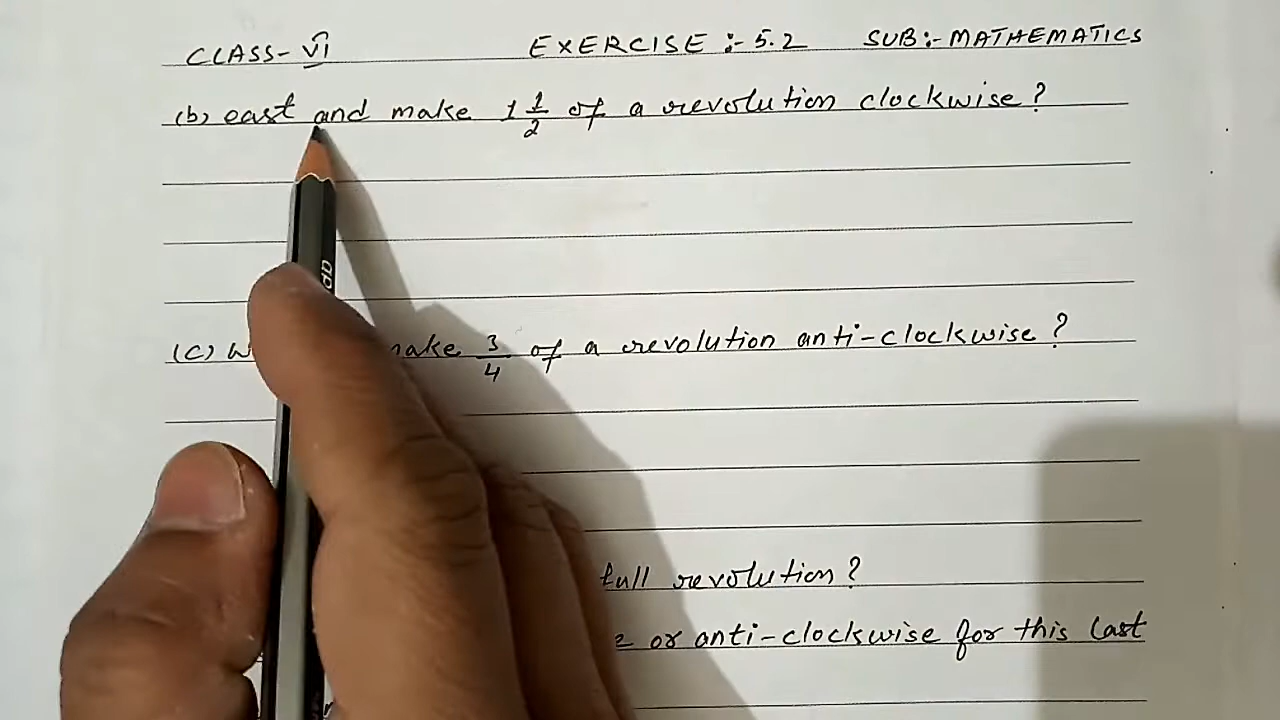 CLASS- VI EXERCISE :- 5.2 SUB:- MATHEMATICS
(b) east and make 1 1/2 of a revolution clockwise?
(c) make 3/4 of a revolution anti-clockwise?
full revolution?
or anti-clockwise for this last